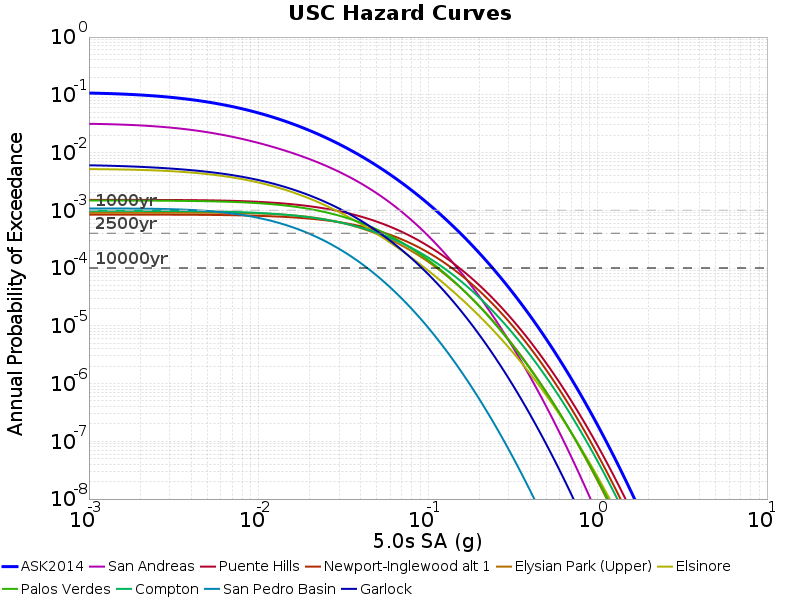 USC Hazard Curves
Annual Probability of Exceedance
10^0
10^-1
10^-2
10^-3
10^-4
10^-5
10^-6
10^-7
10^-8
1000yr
2500yr
10000yr
10^-3 10^-2 10^-1 10^0 10^1
5.0s SA (g)
ASK2014 San Andreas Puente Hills Newport-Inglewood alt 1 Elysian Park (Upper) Elsinore
Palos Verdes Compton San Pedro Basin Garlock